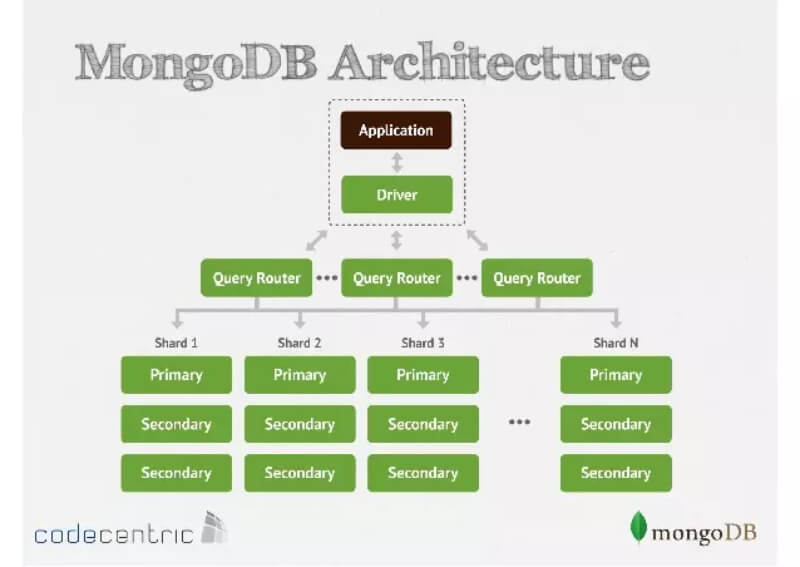 MongoDB Architecture
Application
Driver
Query Router ••• Query Router ••• Query Router
Shard 1 Shard 2 Shard 3 Shard N
Primary Primary Primary Primary
Secondary Secondary Secondary ••• Secondary
Secondary Secondary Secondary Secondary
codecentric mongoDB